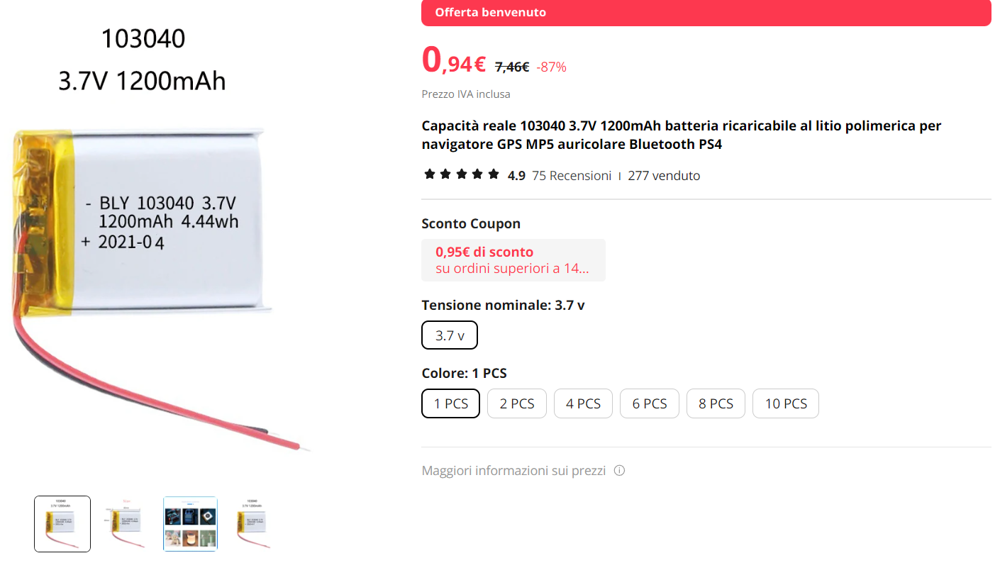 103040
3.7V 1200mAh
- BLY 103040 3.7V
1200mAh 4.44wh
+ 2021-04
Offerta benvenuto
0,94€ 7,46€ -87%
Prezzo IVA inclusa
Capacità reale 103040 3.7V 1200mAh batteria ricaricabile al litio polimerica per
navigatore GPS MP5 auricolare Bluetooth PS4
4.9 75 Recensioni | 277 venduto
Sconto Coupon
0,95€ di sconto
su ordini superiori a 14...
Tensione nominale: 3.7 v
3.7 v
Colore: 1 PCS
1 PCS 2 PCS 4 PCS 6 PCS 8 PCS 10 PCS
Maggiori informazioni sui prezzi